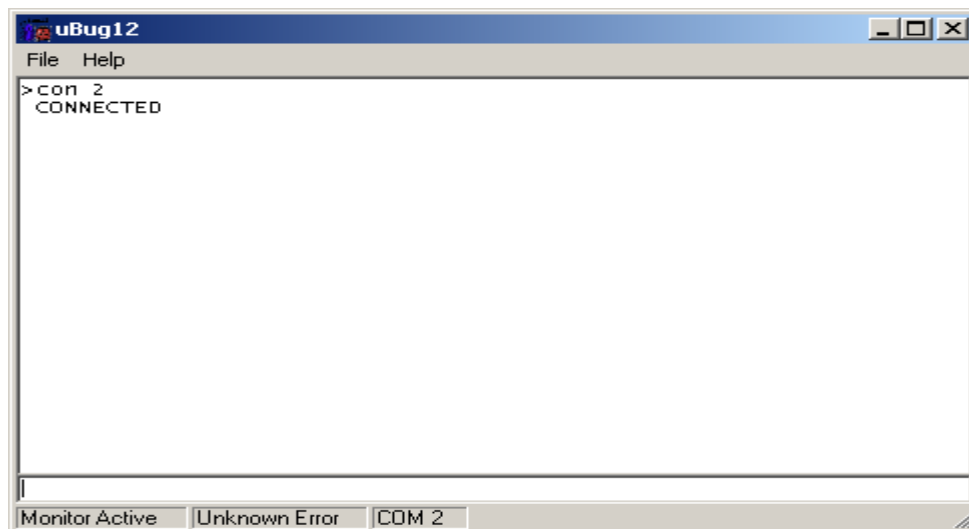 uBug12
File Help
>con 2
CONNECTED
Monitor Active Unknown Error COM 2